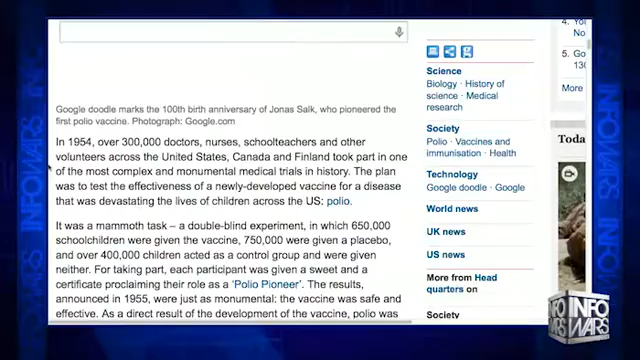 Google doodle marks the 100th birth anniversary of Jonas Salk, who pioneered the
first polio vaccine. Photograph: Google.com
In 1954, over 300,000 doctors, nurses, schoolteachers and other
volunteers across the United States, Canada and Finland took part in one
of the most complex and monumental medical trials in history. The plan
was to test the effectiveness of a newly-developed vaccine for a disease
that was devastating the lives of children across the US: polio.
It was a mammoth task – a double-blind experiment, in which 650,000
schoolchildren were given the vaccine, 750,000 were given a placebo,
and over 400,000 children acted as a control group and were given
neither. For taking part, each participant was given a sweet and a
certificate proclaiming their role as a 'Polio Pioneer'. The results,
announced in 1955, were just as monumental: the vaccine was safe and
effective. As a direct result of the development of the vaccine, polio was
Science
Biology · History of
science · Medical
research
Society
Polio · Vaccines and
immunisation · Health
Technology
Google doodle · Google
World news
UK news
US news
More from Head
quarters on
Society
4. Yo
No
5. Go
130
More
Toda
INFOWARS
INFOWARS
INFO
WARS